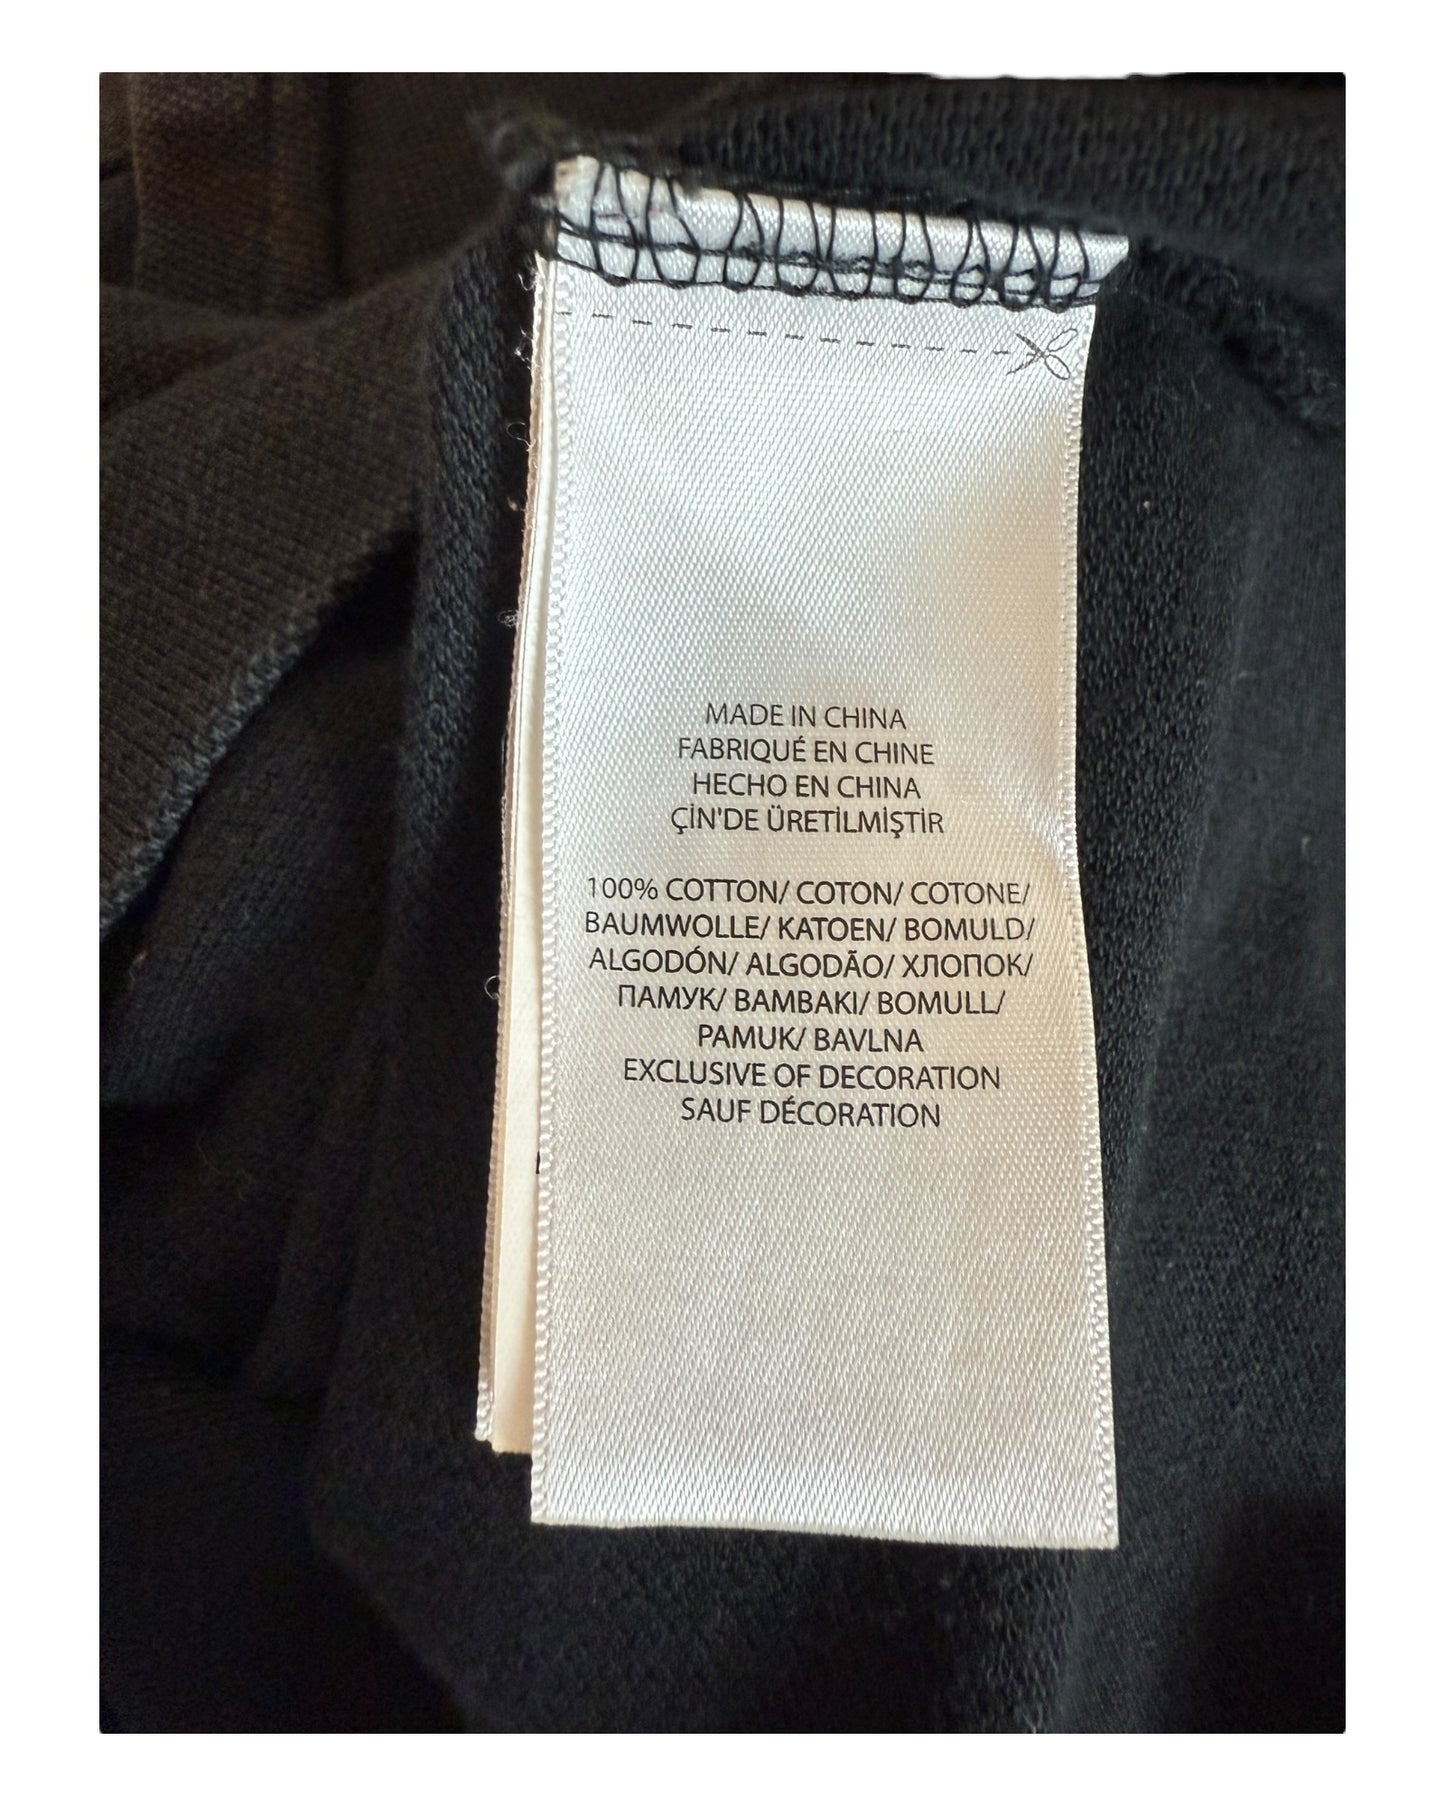 MADE IN CHINA
FABRIQUÉ EN CHINE
HECHO EN CHINA
ÇİN'DE ÜRETİLMİŞTİR
100% COTTON/ COTON/ COTONE/
BAUMWOLLE/ KATOEN/ BOMULD/
ALGODÓN/ ALGODÃO/ ХЛОПОК/
ПАМУК/ BAMBAKI/ BOMULL/
PAMUK/ BAVLNA
EXCLUSIVE OF DECORATION
SAUF DÉCORATION